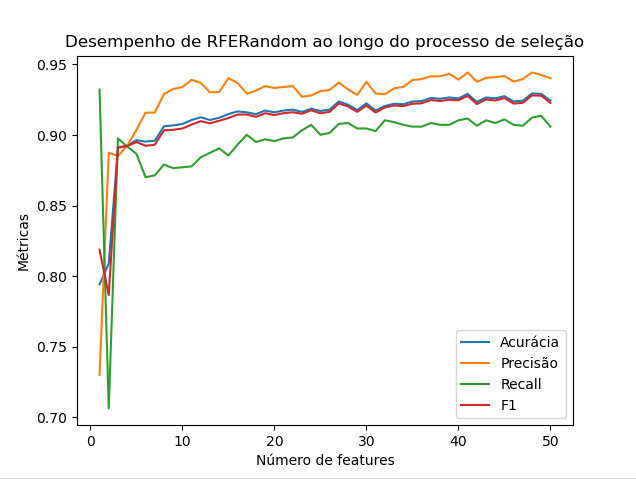 Desempenho de RFERandom ao longo do processo de seleção
0.95
0.90
0.85
0.80
0.75
0.70
Métricas
Acurácia
Precisão
Recall
F1
0 10 20 30 40 50
Número de features